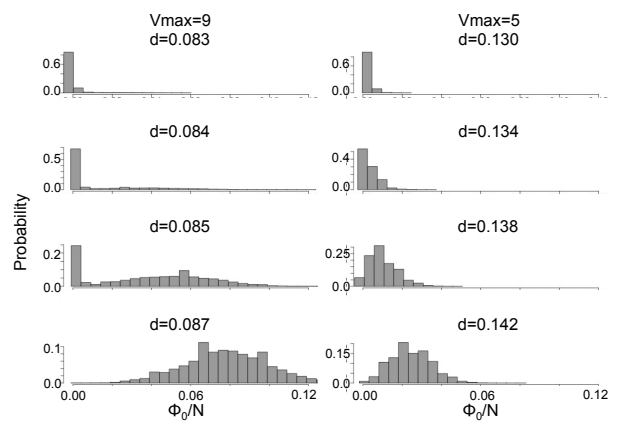 Vmax=9
d=0.083
Vmax=5
d=0.130
0.6
0.0
0.6
0.0
d=0.084
d=0.134
0.5
0.0
0.4
0.0
d=0.085
d=0.138
0.2
0.0
0.25
0.0
d=0.087
d=0.142
0.1
0.0
0.15
0.0
0.00 0.06 0.12
0.00 0.06 0.12
Φ₀/N
Φ₀/N
Probability